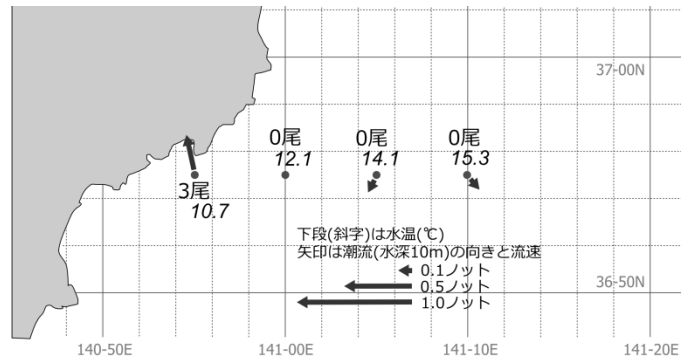 37-00N
0尾
12.1
0尾
14.1
0尾
15.3
3尾
10.7
下段(斜字)は水温(℃)
矢印は潮流(水深10m)の向きと流速
0.1ノット
0.5ノット
1.0ノット
36-50N
140-50E
141-00E
141-10E
141-20E